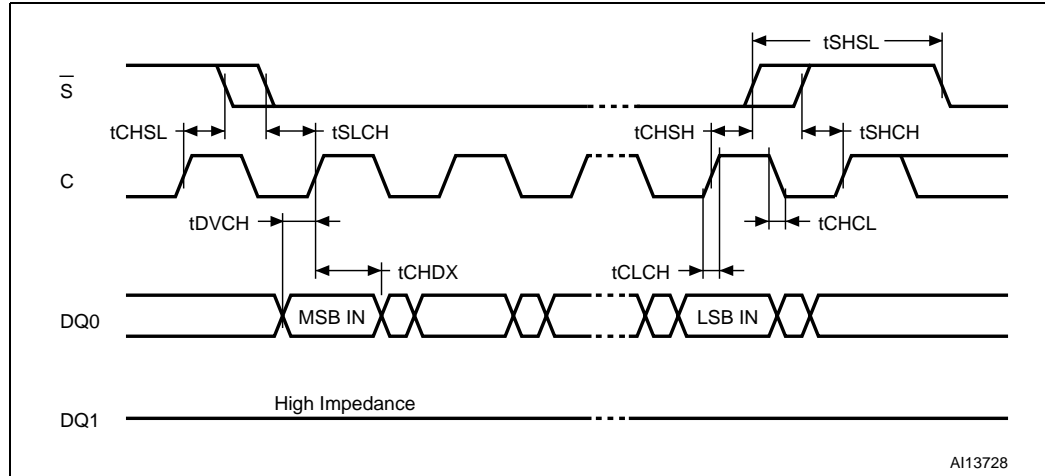 tSHSL
S̅
tCHSL tSLCH tCHSH tSHCH
C
tDVCH tCHCL
tCHDX tCLCH
DQ0 MSB IN LSB IN
High Impedance
DQ1
AI13728